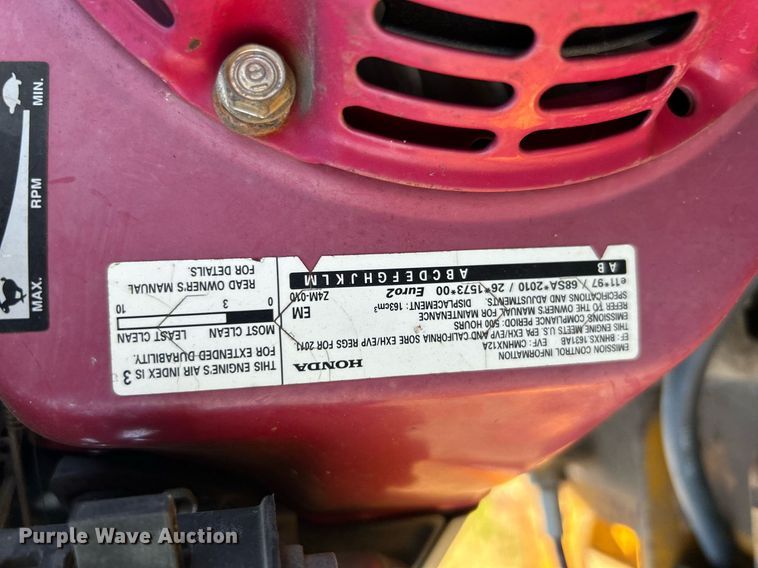 MIN.
RPM
MAX.
EMISSION CONTROL INFORMATION
HONDA
EF: BHNXS.1631AB EVF: CMHNX12A
THIS ENGINE MEETS US EPA EXH/EVP AND CALIFORNIA SORE EXH/EVP REGS FOR 2011
EMISSIONS COMPLIANCE PERIOD: 500 HOURS
REFER TO OWNER'S MANUAL FOR MAINTENANCE
SPECIFICATIONS AND ADJUSTMENTS. DISPLACEMENT: 163cm³
EM
e11*97 / 68SA*2010 / 26*1573*00 Euro2
Z4M-010
A B A B C D E F G H J K L M
THIS ENGINE'S AIR INDEX IS 3
FOR EXTENDED DURABILITY.
MOST CLEAN LEAST CLEAN
0 3 10
READ OWNER'S MANUAL
FOR DETAILS.
Purple Wave Auction